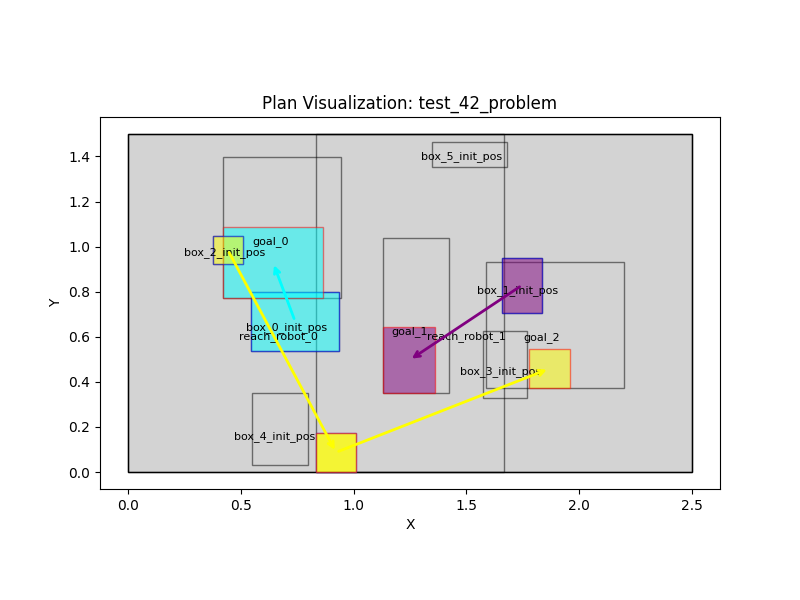 Plan Visualization: test_42_problem
1.4
1.2
1.0
0.8
0.6
0.4
0.2
0.0
Y
box_5_init_pos
goal_0
box_2_init_pos
box_1_init_pos
box_0_init_pos
goal_1
reach_robot_0
reach_robot_1
goal_2
box_3_init_pos
box_4_init_pos
0.0
0.5
1.0
1.5
2.0
2.5
X